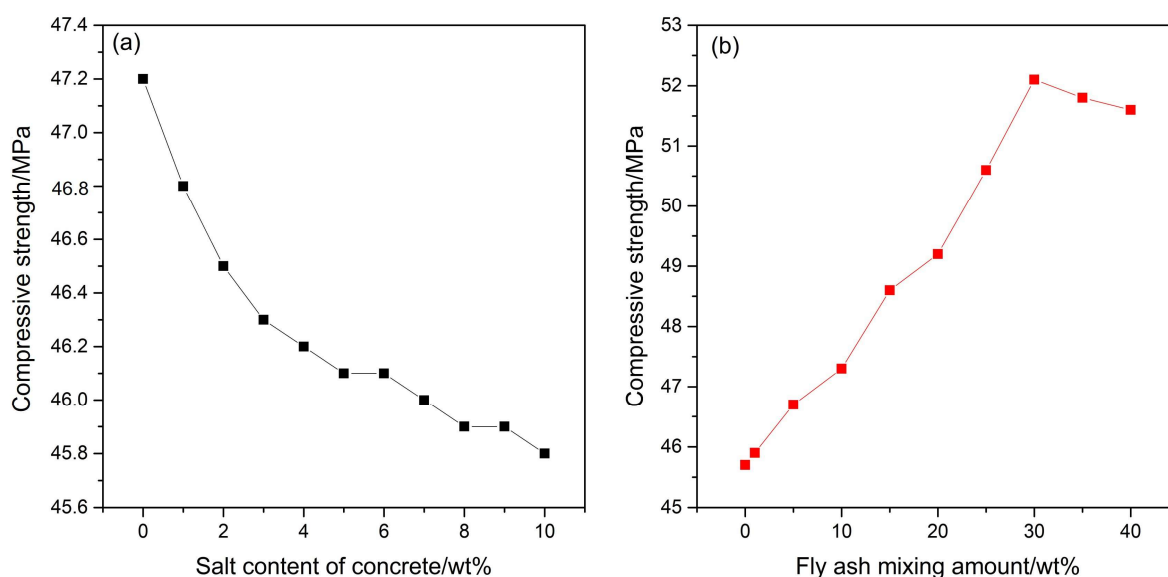 (a)
47.4
47.2
47.0
46.8
46.6
46.4
46.2
46.0
45.8
45.6
Compressive strength/MPa
0 2 4 6 8 10
Salt content of concrete/wt%
(b)
53
52
51
50
49
48
47
46
45
Compressive strength/MPa
0 10 20 30 40
Fly ash mixing amount/wt%